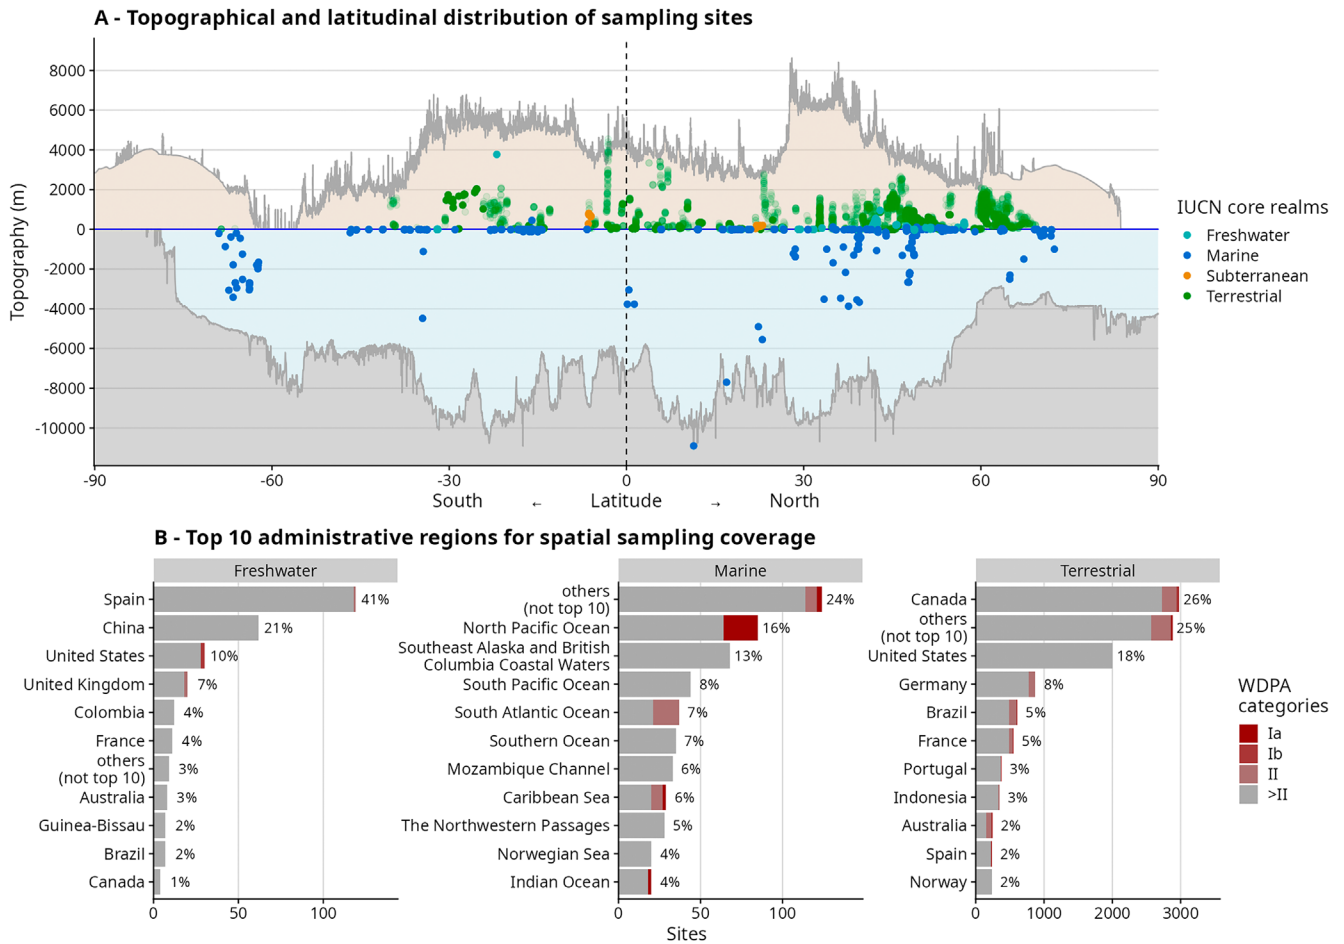 A - Topographical and latitudinal distribution of sampling sites
Topography (m)
8000
6000
4000
2000
0
-2000
-4000
-6000
-8000
-10000
-90
-60
-30
0
30
60
90
South ← Latitude → North
IUCN core realms
Freshwater
Marine
Subterranean
Terrestrial
B - Top 10 administrative regions for spatial sampling coverage
Freshwater
Spain 41%
China 21%
United States 10%
United Kingdom 7%
Colombia 4%
France 4%
others
(not top 10) 3%
Australia 3%
Guinea-Bissau 2%
Brazil 2%
Canada 1%
0 50 100
Marine
others
(not top 10) 24%
North Pacific Ocean 16%
Southeast Alaska and British
Columbia Coastal Waters 13%
South Pacific Ocean 8%
South Atlantic Ocean 7%
Southern Ocean 7%
Mozambique Channel 6%
Caribbean Sea 6%
The Northwestern Passages 5%
Norwegian Sea 4%
Indian Ocean 4%
0 50 100
Sites
Terrestrial
Canada 26%
others
(not top 10) 25%
United States 18%
Germany 8%
Brazil 5%
France 5%
Portugal 3%
Indonesia 3%
Australia 2%
Spain 2%
Norway 2%
0 1000 2000 3000
WDPA
categories
Ia
Ib
II
>II